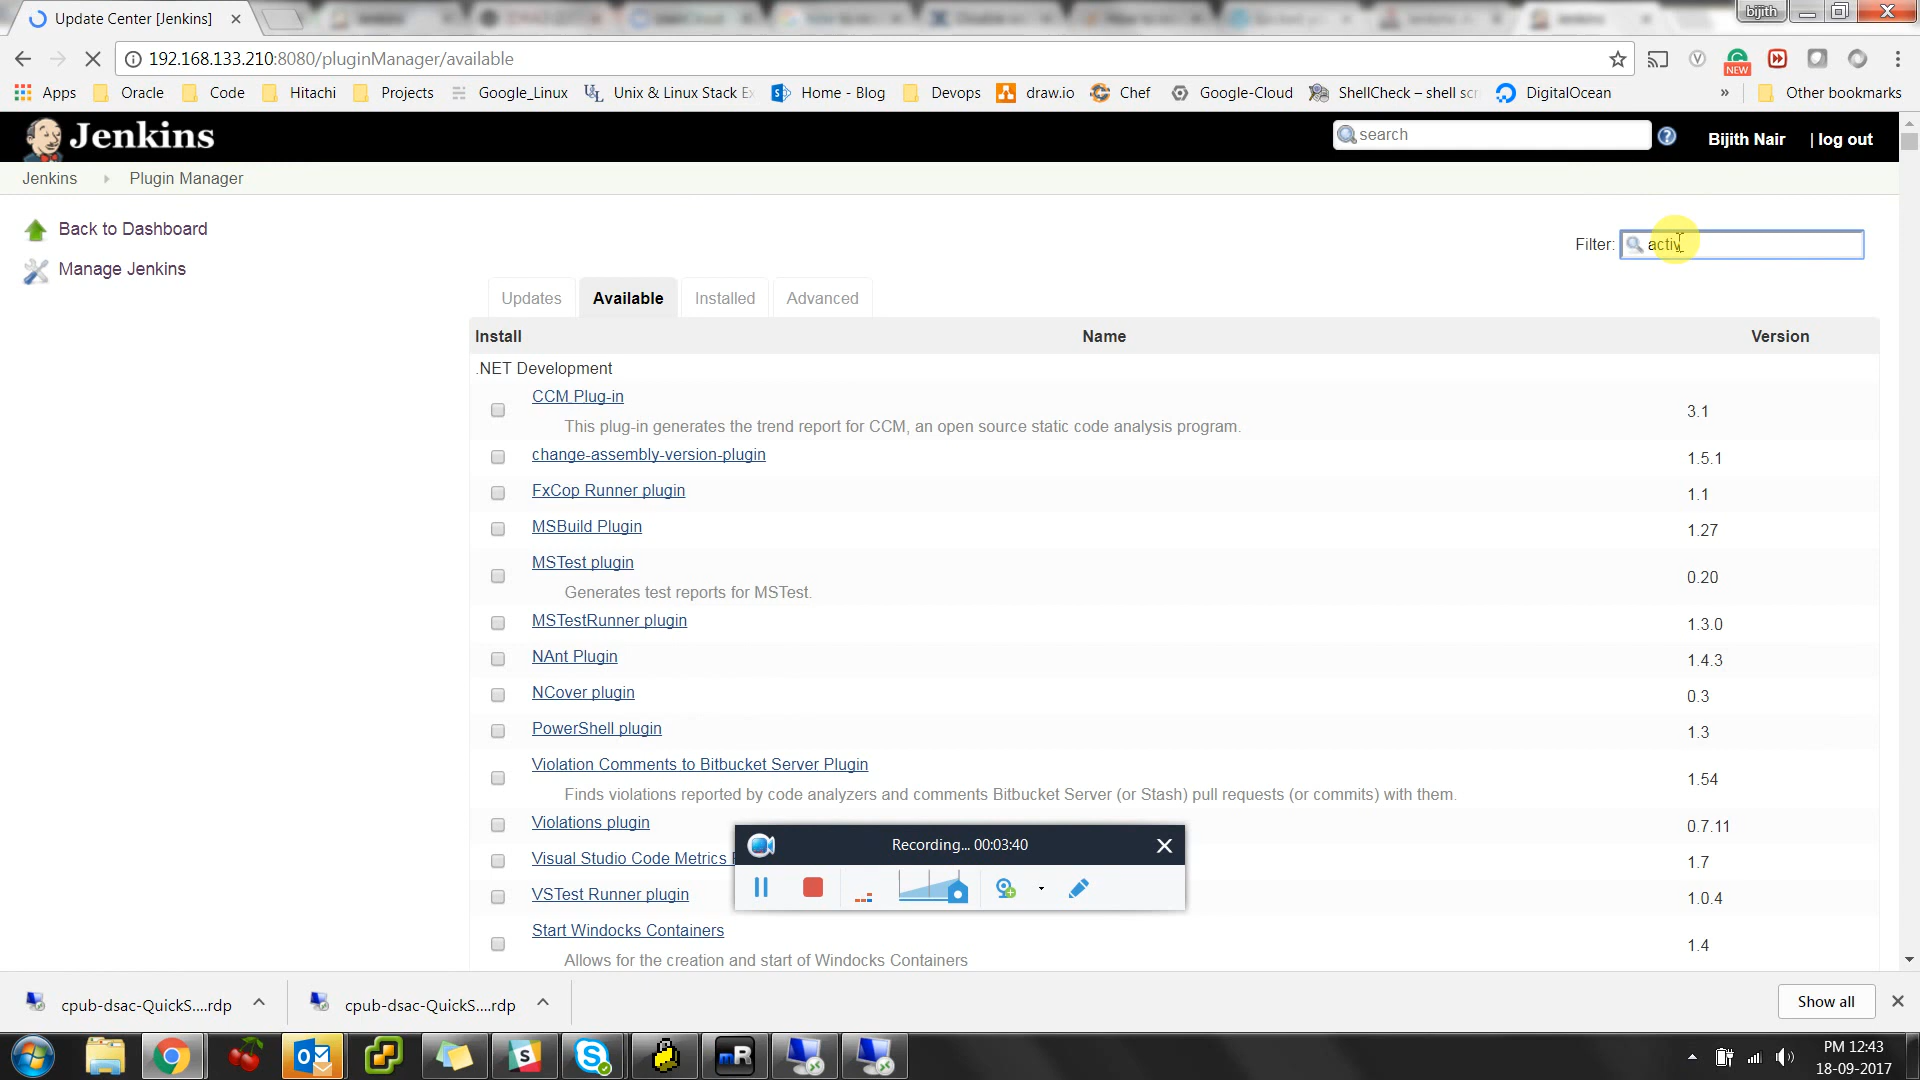 Update Center [Jenkins]
bijith
192.168.133.210:8080/pluginManager/available
NEW
Apps Oracle Code Hitachi Projects Google_Linux Unix & Linux Stack Ex Home - Blog Devops draw.io Chef Google-Cloud ShellCheck – shell scr DigitalOcean » Other bookmarks
Jenkins
search
Bijith Nair | log out
Jenkins Plugin Manager
Back to Dashboard
Manage Jenkins
Filter: activ
Updates Available Installed Advanced
Install Name Version
.NET Development
CCM Plug-in
This plug-in generates the trend report for CCM, an open source static code analysis program.
3.1
change-assembly-version-plugin 1.5.1
FxCop Runner plugin 1.1
MSBuild Plugin 1.27
MSTest plugin
Generates test reports for MSTest.
0.20
MSTestRunner plugin 1.3.0
NAnt Plugin 1.4.3
NCover plugin 0.3
PowerShell plugin 1.3
Violation Comments to Bitbucket Server Plugin
Finds violations reported by code analyzers and comments Bitbucket Server (or Stash) pull requests (or commits) with them.
1.54
Violations plugin 0.7.11
Visual Studio Code Metrics 1.7
VSTest Runner plugin 1.0.4
Start Windocks Containers
Allows for the creation and start of Windocks Containers
1.4
Recording... 00:03:40
cpub-dsac-QuickS....rdp cpub-dsac-QuickS....rdp Show all
mR
PM 12:43
18-09-2017